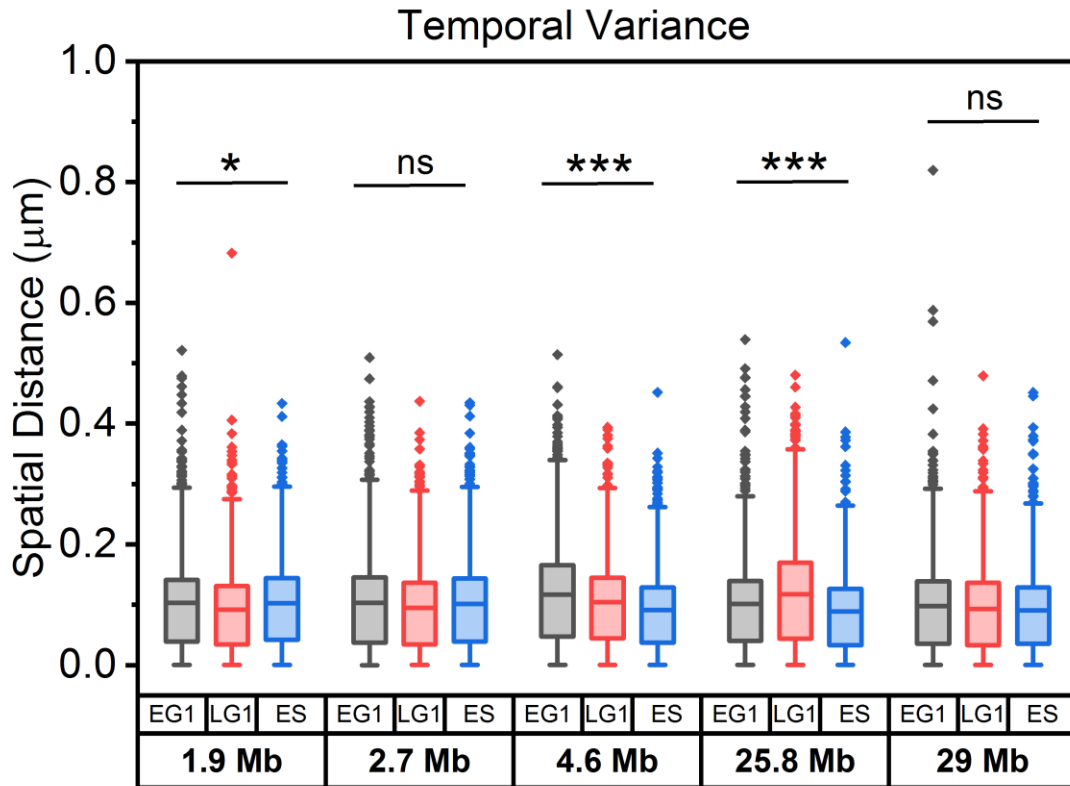 Temporal Variance
Spatial Distance (μm)
1.0
0.8
0.6
0.4
0.2
0.0
*
ns
***
***
ns
EG1 LG1 ES EG1 LG1 ES EG1 LG1 ES EG1 LG1 ES EG1 LG1 ES
1.9 Mb 2.7 Mb 4.6 Mb 25.8 Mb 29 Mb